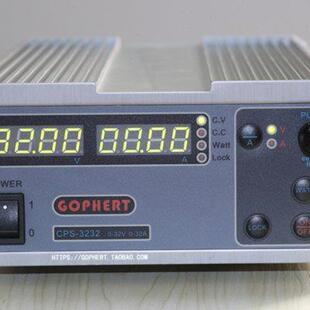 32.00 00.00
C.V
C.C
Watt
Lock
V
A
V
A
POWER
1
0
GOPHERT
CPS-3232 0-32V 0-32A
LOCK
HTTPS://GOPHERT.TAOBAO.COM